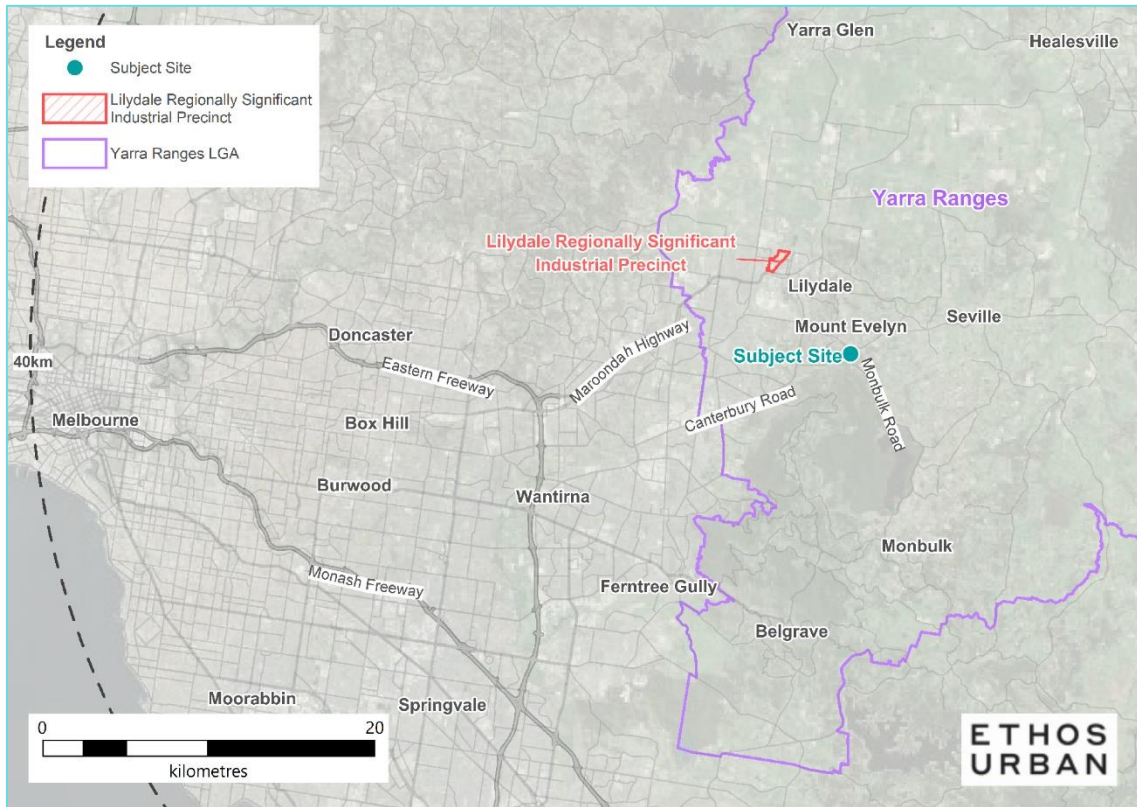 Legend
Subject Site
Lilydale Regionally Significant
Industrial Precinct
Yarra Ranges LGA
Yarra Glen
Healesville
Yarra Ranges
Lilydale Regionally Significant
Industrial Precinct
Lilydale
Seville
Mount Evelyn
Subject Site
Doncaster
Maroondah Highway
40km
Eastern Freeway
Monbulk Road
Canterbury Road
Melbourne
Box Hill
Burwood
Wantirna
Monbulk
Monash Freeway
Ferntree Gully
Belgrave
Moorabbin
Springvale
0
20
kilometres
ETHOS
URBAN